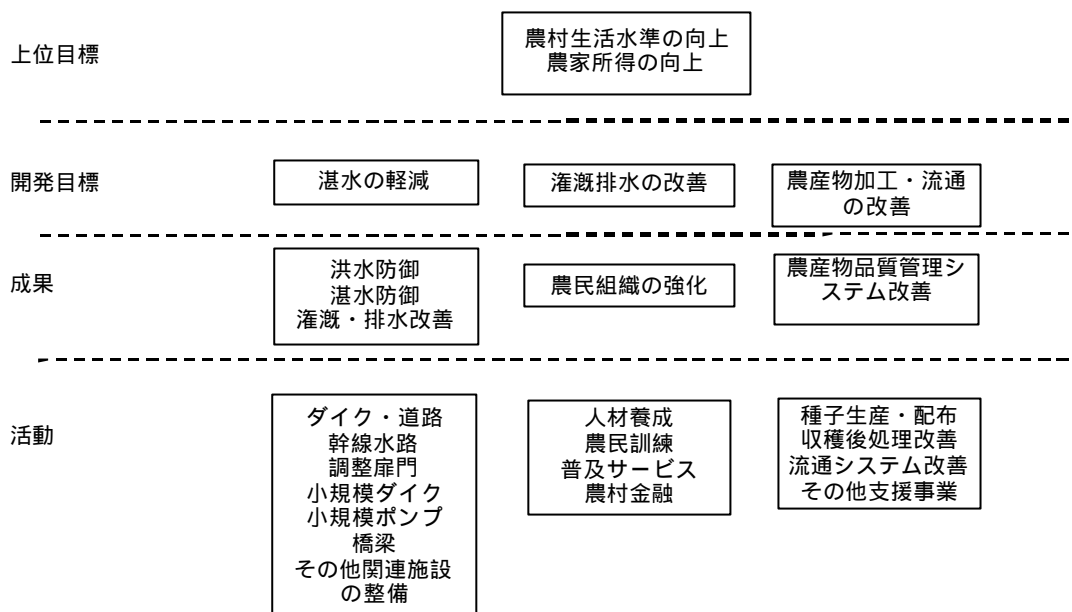 上位目標
農村生活水準の向上
農家所得の向上
開発目標
湛水の軽減
潅漑排水の改善
農産物加工・流通
の改善
成果
洪水防御
湛水防御
潅漑・排水改善
農民組織の強化
農産物品質管理シ
ステム改善
活動
ダイク・道路
幹線水路
調整扉門
小規模ダイク
小規模ポンプ
橋梁
その他関連施設
の整備
人材養成
農民訓練
普及サービス
農村金融
種子生産・配布
収穫後処理改善
流通システム改善
その他支援事業